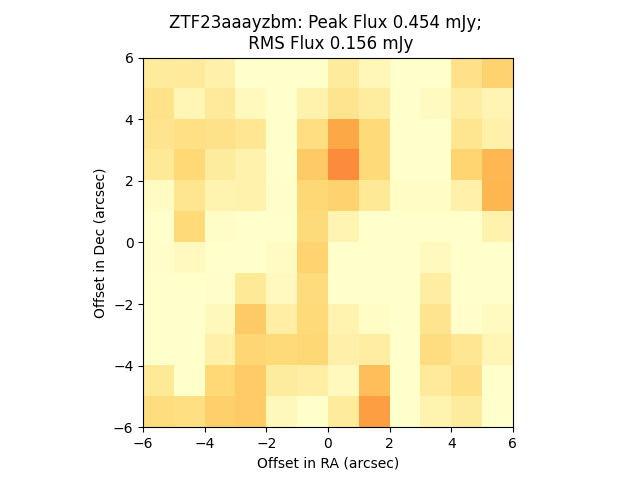 ZTF23aaayzbm: Peak Flux 0.454 mJy;
RMS Flux 0.156 mJy
6
4
2
0
−2
−4
−6
Offset in Dec (arcsec)
−6 −4 −2 0 2 4 6
Offset in RA (arcsec)